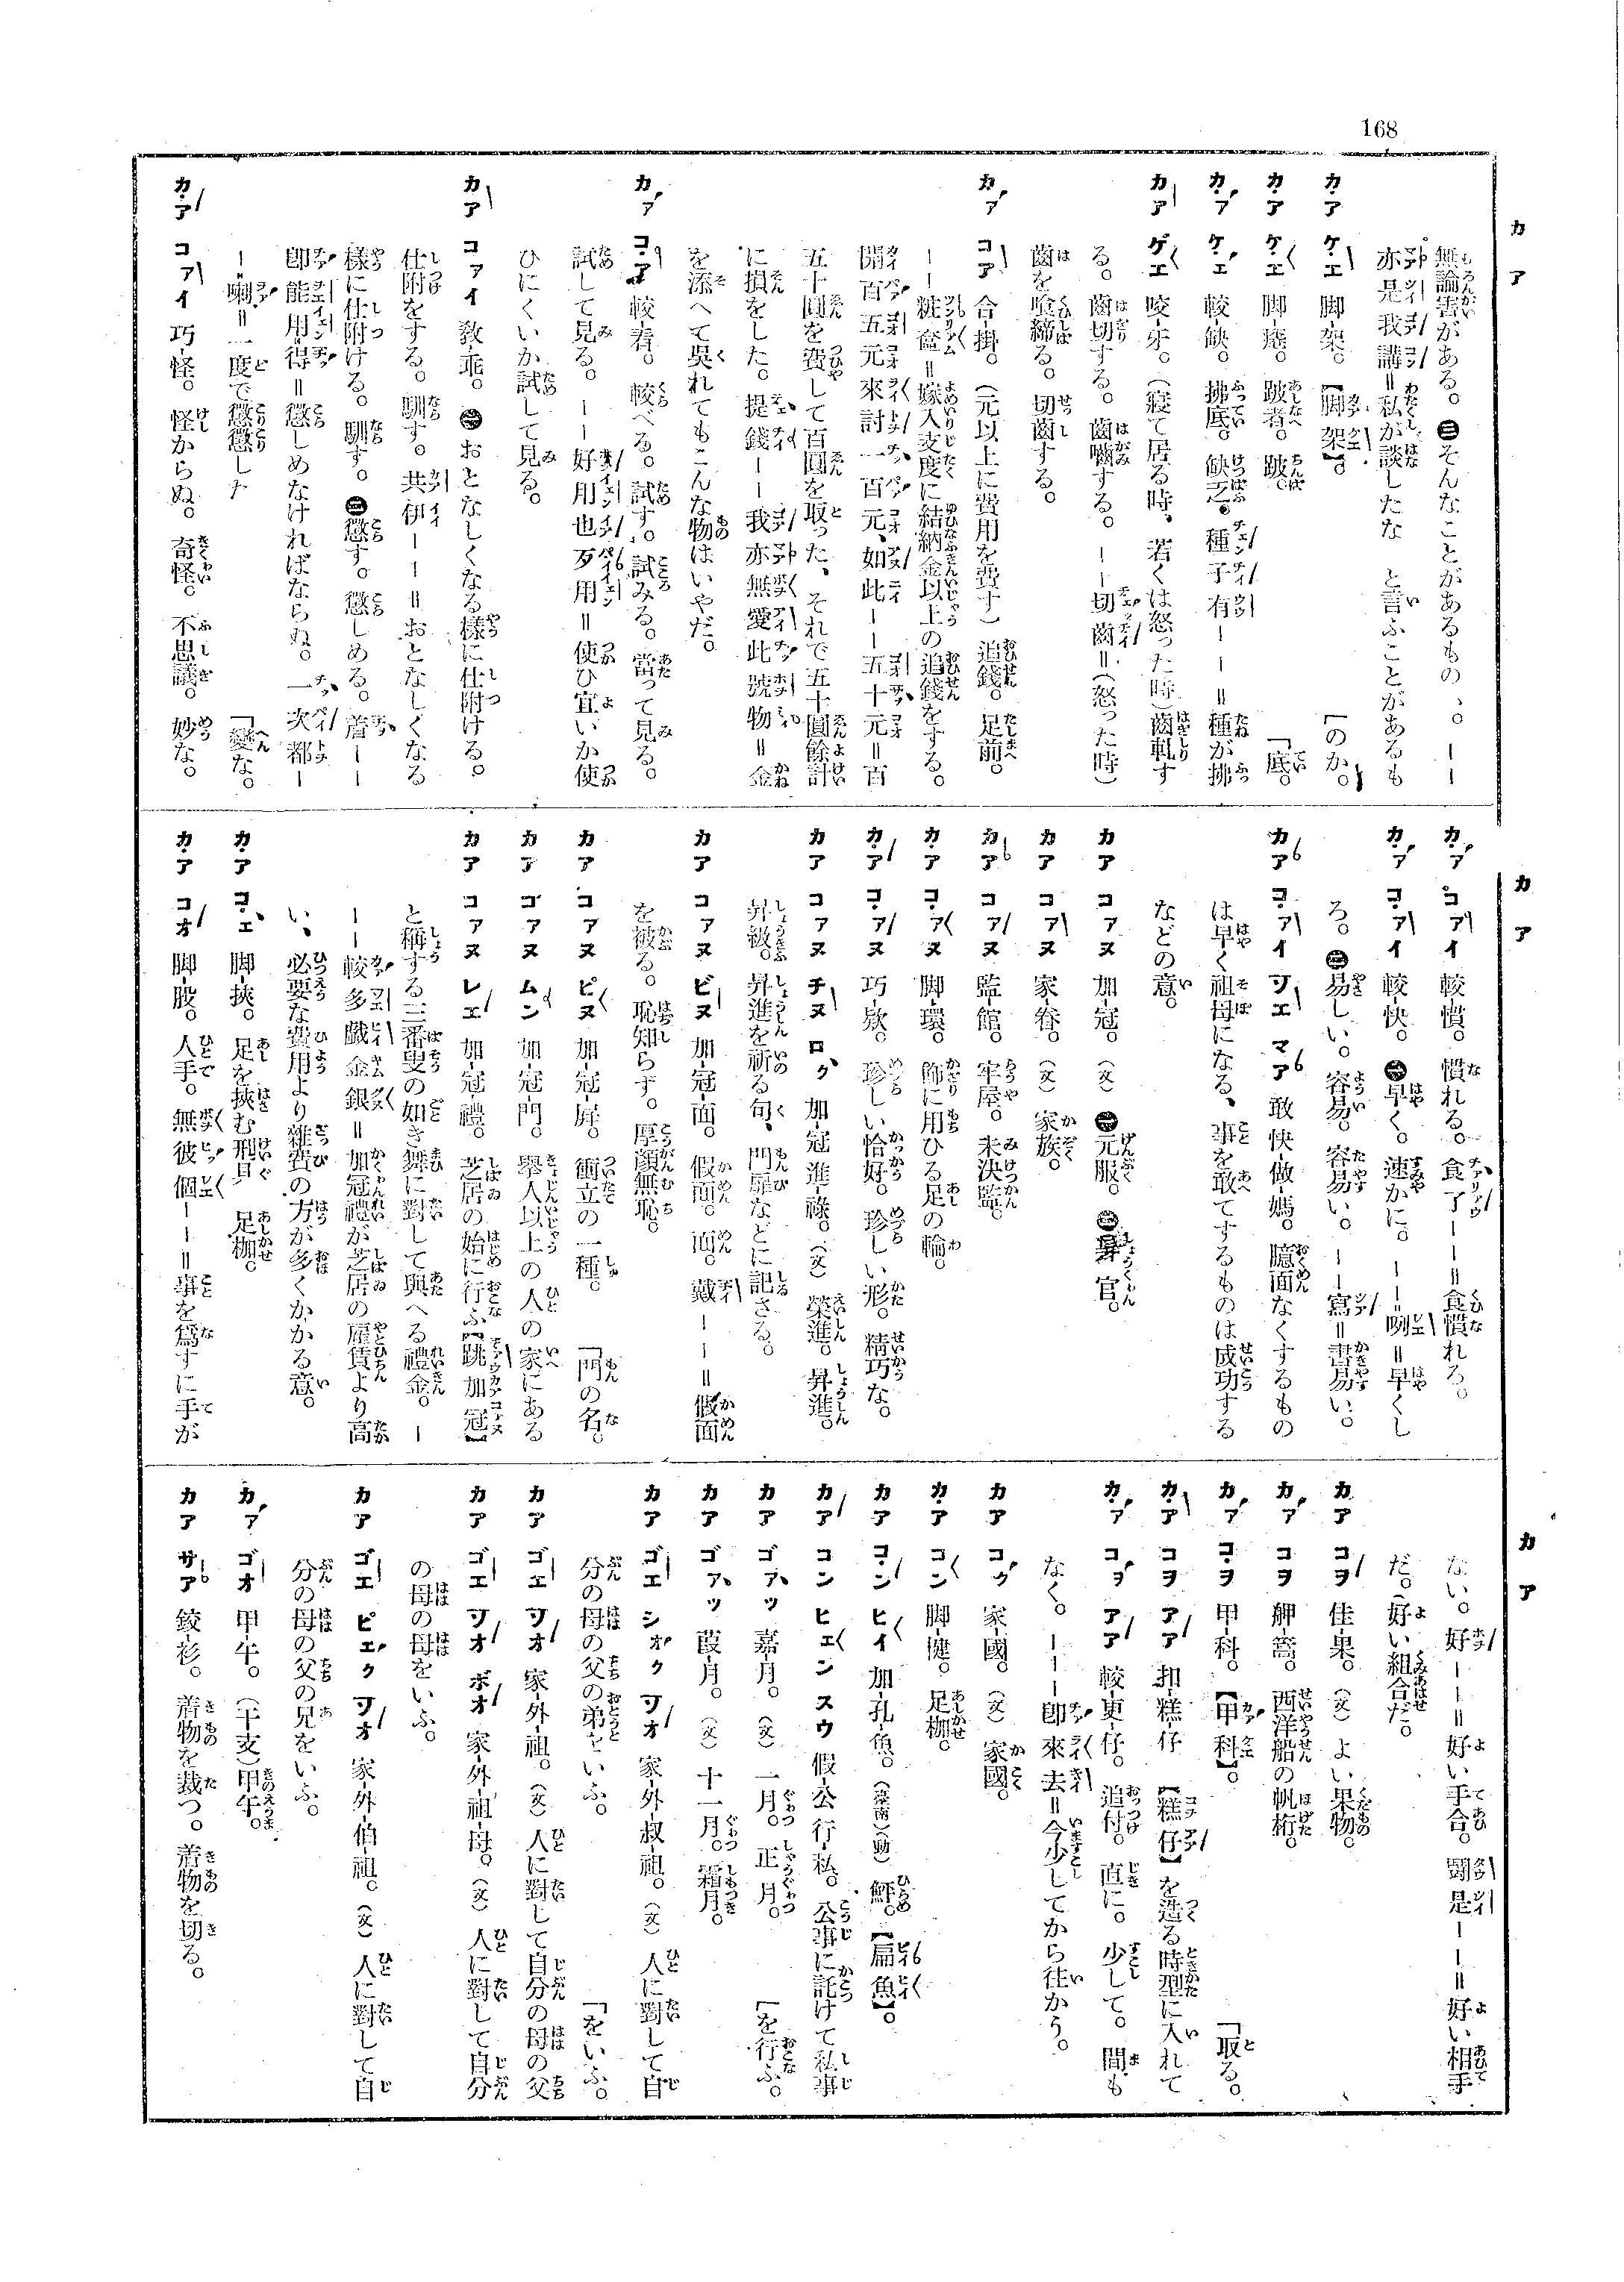 168
カ ア
無論害がある。㊂そんなことがあるもの、。——
亦是我講＝私が談したな と言ふことがあるも
「のか。
カア ケエ 脚-架。【脚架】。
カア ケエ 脚-瘸。跛者。跛。 「底。
カア ケェ 較-缺。拂底。缺乏。種子有——＝種が拂
カア ゲエ 咬-牙。(寢て居る時、若くは怒った時)齒軋す
る。齒切する。齒嚙する。——切齒＝(怒った時)
齒を喰締る。切齒する。
カァ コア 合-掛。(元以上に費用を費す)追錢。足前。
——粧奩＝嫁入支度に結納金以上の追錢をする。
開百五元來討一百元、如此——五十元＝百
五十圓を費して百圓を取った、それで五十圓餘計
に損をした。提錢——我亦無愛此號物＝金
を添へて吳れてもこんな物はいやだ。
カァ コア 較-看。較べる。試す。試みる。當って見る。
試して見る。——好用也歹用＝使ひ宜いか使
ひにくいか試して見る。
カア コァイ 敎-乖。㊀おとなしくなる樣に仕附ける。
仕附をする。馴す。共伊——＝おとなしくなる
樣に仕附ける。馴す。㊁懲す。懲しめる。着——
卽能用得＝懲しめなければならぬ。一次都—
—喇＝一度で懲懲した 「變な。
カア コァイ 巧-怪。怪からぬ。奇怪。不思議。妙な。
カ ア
カァ コァイ 較-慣。慣れる。食了——＝食慣れる。
カァ コァイ 較-快。㊀早く。速かに。——咧＝早くし
ろ。㊁易しい。容易。容易い。——寫＝書易い。
カア コァイ ツエ マア 敢-快-做-媽。臆面なくするもの
は早く祖母になる、事を敢てするものは成功する
などの意。
カア コァヌ 加-冠。(文)㊀元服。㊁昇官。
カア コァヌ 家-眷。(文)家族。
カア コァヌ 監-館。牢屋。未決監。
カア コァヌ 脚-環。飾に用ひる足の輪。
カア コァヌ 巧-款。珍しい恰好。珍しい形。精巧な。
カア コァヌ チヌ ロク 加-冠 進-祿。(文)榮進。昇進。
昇級。昇進を祈る句、門扉などに記さる。
カア コァヌ ビヌ 加-冠-面。假面。面。戴——＝假面
を被る。恥知らず。厚顏無恥。
カア コァヌ ピヌ 加-冠-屛。衝立の一種。 「門の名。
カア ゴァヌ ムン 加-冠-門。擧人以上の人の家にある
カア コァヌ レエ 加-冠-禮。芝居の始に行ふ【跳加冠】
と稱する三番叟の如き舞に對して與へる禮金。—
—較多戲金銀＝加冠禮が芝居の雇賃より高
い、必要な費用より雜費の方が多くかかる意。
カア コェ 脚-挾。足を挾む刑具 足枷。
カア コオ 脚-股。人手。無彼個——＝事を爲すに手が
カ ア
ない。好——＝好い手合。鬪是——＝好い相手
だ。(好い組合だ。
カア コヲ 佳-果。(文)よい果物。
カァ コヲ 舺-篙。西洋船の帆桁。
カァ コヲ 甲-科。【甲科】。 「取る。
カア コヲ アア 扣-糕-仔 【糕仔】を造る時型に入れて
カァ コヲ アア 較-更-仔。追付。直に。少して。間も
なく。——卽來去＝今少してから往かう。
カア コク 家-國。(文)家國。
カア コン 脚-健。足枷。
カア コン ヒイ 加-孔-魚。(漳南)(動)鮃。【扁魚】。
カア コン ヒェン スウ 假-公 行-私。公事に託けて私事
「を行ふ。
カア ゴァッ 嘉-月。(文)一月。正月。
カア ゴァッ 葭-月。(文)十一月。霜月。
カア ゴエ シオク ツオ 家-外-叔-祖。(文)人に對して自
分の母の父の弟をいふ。 「をいふ。
カア ゴエ ツオ 家-外-祖。(文)人に對して自分の母の父
カア ゴエ ツオ ボオ 家-外-祖-母。(文)人に對して自分
の母の母をいふ。
カア ゴエ ピェク ツオ 家-外-伯-祖。(文)人に對して自
分の母の父の兄をいふ。
カァ ゴオ 甲-午。(干支)甲午。
カア サア 鉸-衫。着物を裁つ。着物を切る。